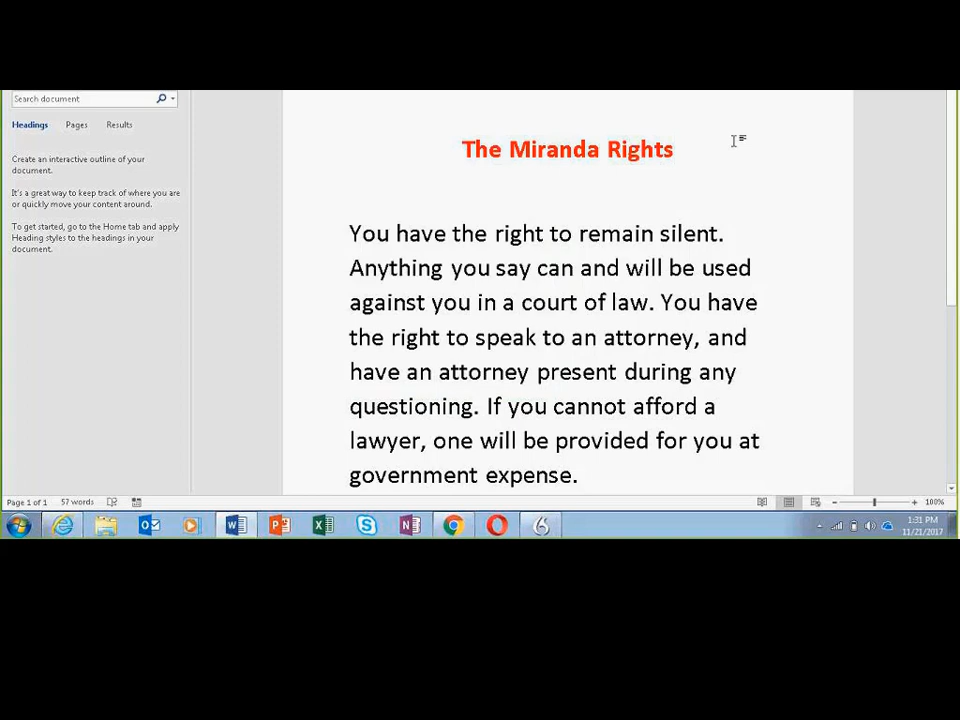 Search document
Headings Pages Results
Create an interactive outline of your
document.
It's a great way to keep track of where you are
or quickly move your content around.
To get started, go to the Home tab and apply
Heading styles to the headings in your
document.
The Miranda Rights
You have the right to remain silent.
Anything you say can and will be used
against you in a court of law. You have
the right to speak to an attorney, and
have an attorney present during any
questioning. If you cannot afford a
lawyer, one will be provided for you at
government expense.
Page 1 of 1 57 words 100%
1:31 PM
11/21/2017